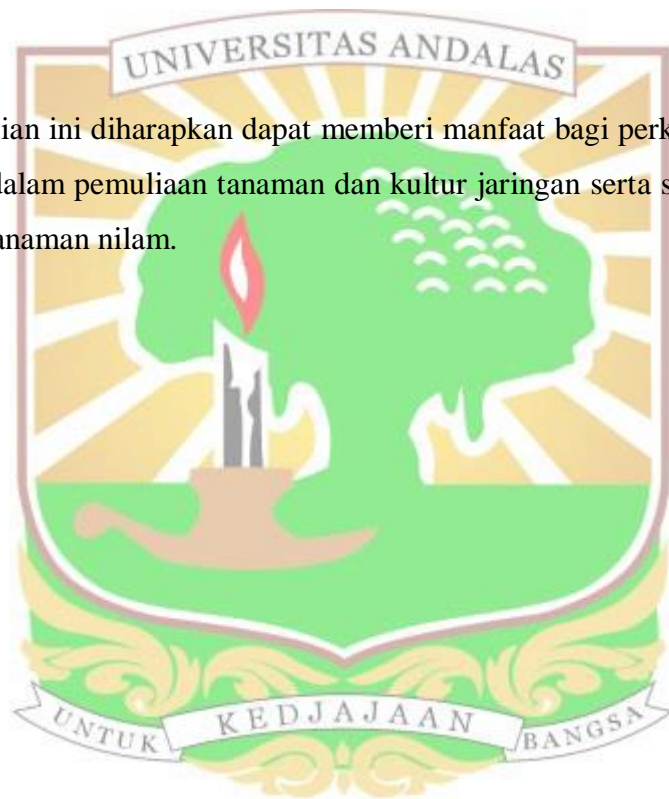 UNIVERSITAS ANDALAS
ian ini diharapkan dapat memberi manfaat bagi perk
dalam pemuliaan tanaman dan kultur jaringan serta s
anaman nilam.
UNTUK KEDJAJAAN BANGSA